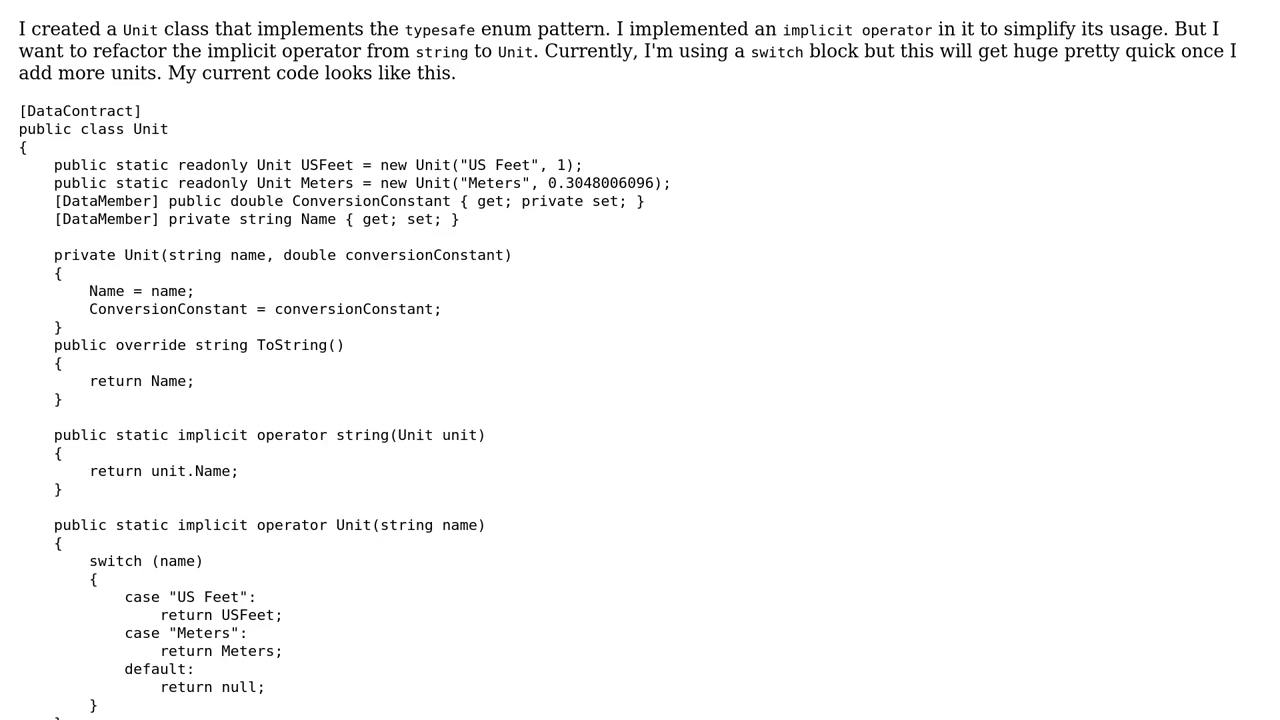 I created a Unit class that implements the typesafe enum pattern. I implemented an implicit operator in it to simplify its usage. But I
want to refactor the implicit operator from string to Unit. Currently, I'm using a switch block but this will get huge pretty quick once I
add more units. My current code looks like this.
[DataContract]
public class Unit
{
    public static readonly Unit USFeet = new Unit("US Feet", 1);
    public static readonly Unit Meters = new Unit("Meters", 0.3048006096);
    [DataMember] public double ConversionConstant { get; private set; }
    [DataMember] private string Name { get; set; }
    private Unit(string name, double conversionConstant)
    {
        Name = name;
        ConversionConstant = conversionConstant;
    }
    public override string ToString()
    {
        return Name;
    }
    public static implicit operator string(Unit unit)
    {
        return unit.Name;
    }
    public static implicit operator Unit(string name)
    {
        switch (name)
        {
            case "US Feet":
                return USFeet;
            case "Meters":
                return Meters;
            default:
                return null;
        }